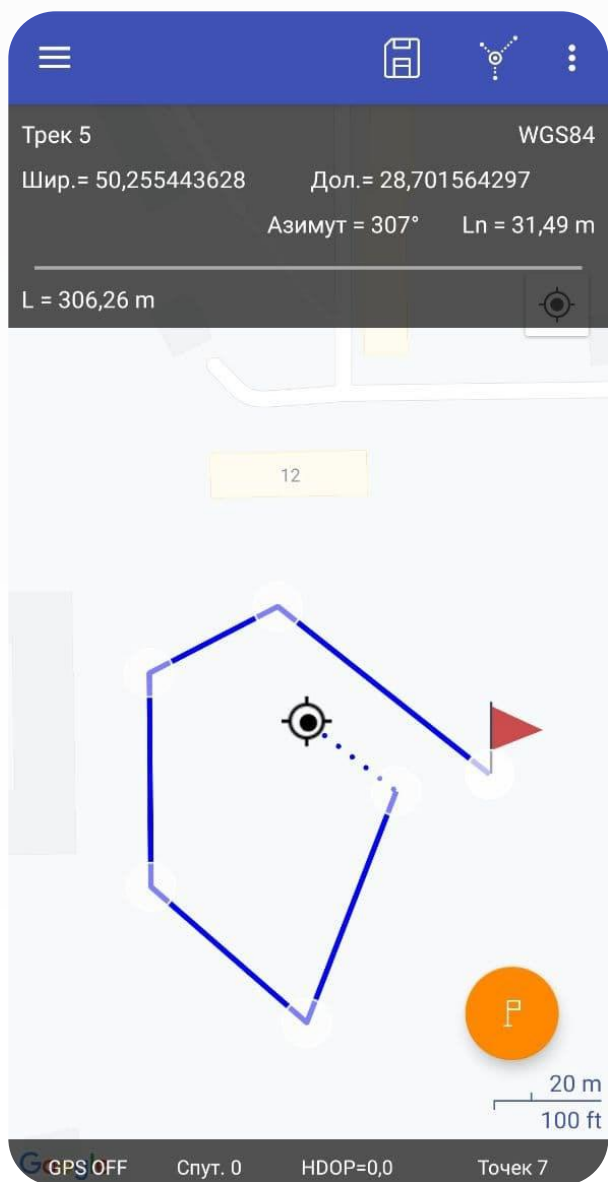 Трек 5 WGS84
Шир.= 50,255443628 Дол.= 28,701564297
Азимут = 307° Ln = 31,49 m
L = 306,26 m
12
20 m
100 ft
Google
GPS OFF Спут. 0 HDOP=0,0 Точек 7